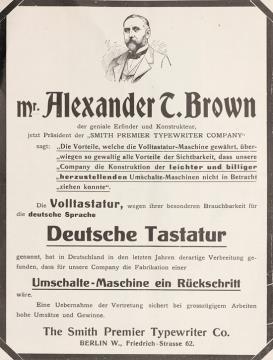 Mr. Alexander T. Brown
der geniale Erfinder und Konstrukteur,
jetzt Präsident der „SMITH PREMIER TYPEWRITER COMPANY"
sagt: „Die Vorteile, welche die Volltastatur-Maschine gewährt, über-
„wiegen so gewaltig alle Vorteile der Sichtbarkeit, dass unsere
„Company die Konstruktion der leichter und billiger
„herzustellenden Umschalte-Maschinen nicht in Betracht
„ziehen konnte".
Die Volltastatur, wegen ihrer besonderen Brauchbarkeit für
die deutsche Sprache
Deutsche Tastatur
genannt, hat in Deutschland in den letzten Jahren derartige Verbreitung ge-
funden, dass für unsere Company die Fabrikation einer
Umschalte-Maschine ein Rückschritt
wäre.
Eine Uebernahme der Vertretung sichert bei grosszügigem Arbeiten
hohe Umsätze und Gewinne.
The Smith Premier Typewriter Co.
BERLIN W., Friedrich-Strasse 62.